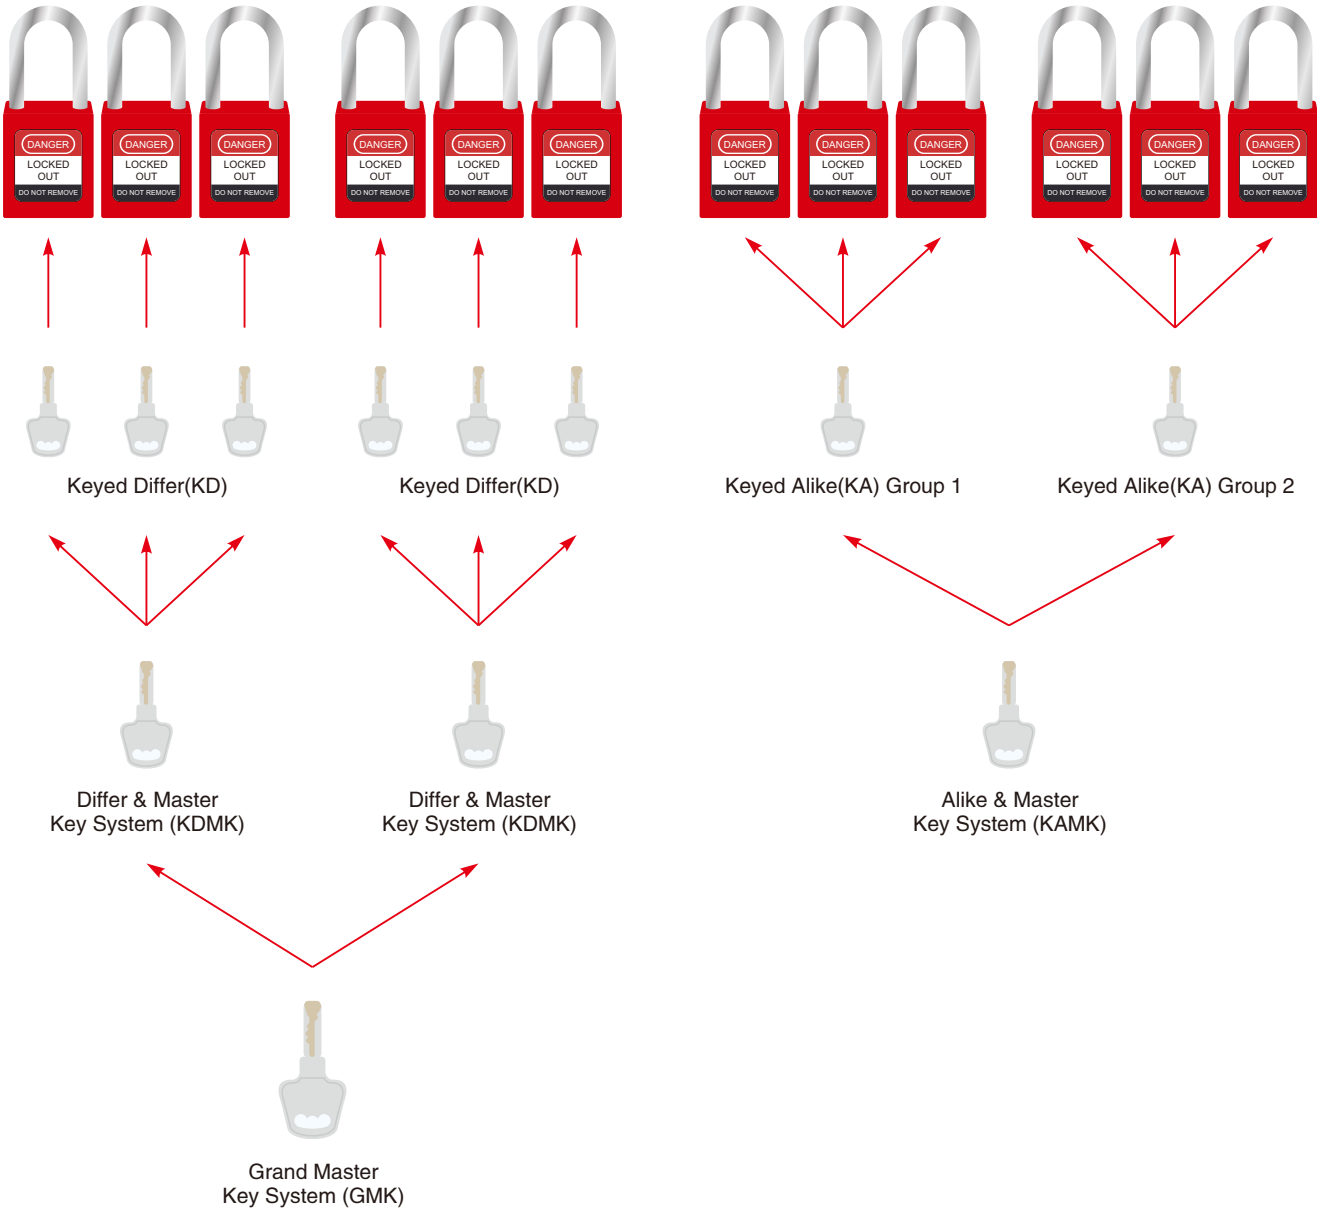 DANGER DANGER DANGER DANGER DANGER DANGER DANGER DANGER DANGER DANGER DANGER DANGER
LOCKED LOCKED LOCKED LOCKED LOCKED LOCKED LOCKED LOCKED LOCKED LOCKED LOCKED LOCKED
OUT OUT OUT OUT OUT OUT OUT OUT OUT OUT OUT OUT
DO NOT REMOVE DO NOT REMOVE DO NOT REMOVE DO NOT REMOVE DO NOT REMOVE DO NOT REMOVE DO NOT REMOVE DO NOT REMOVE DO NOT REMOVE DO NOT REMOVE DO NOT REMOVE DO NOT REMOVE
Keyed Differ(KD) Keyed Differ(KD) Keyed Alike(KA) Group 1 Keyed Alike(KA) Group 2
Differ & Master Differ & Master Alike & Master
Key System (KDMK) Key System (KDMK) Key System (KAMK)
Grand Master
Key System (GMK)